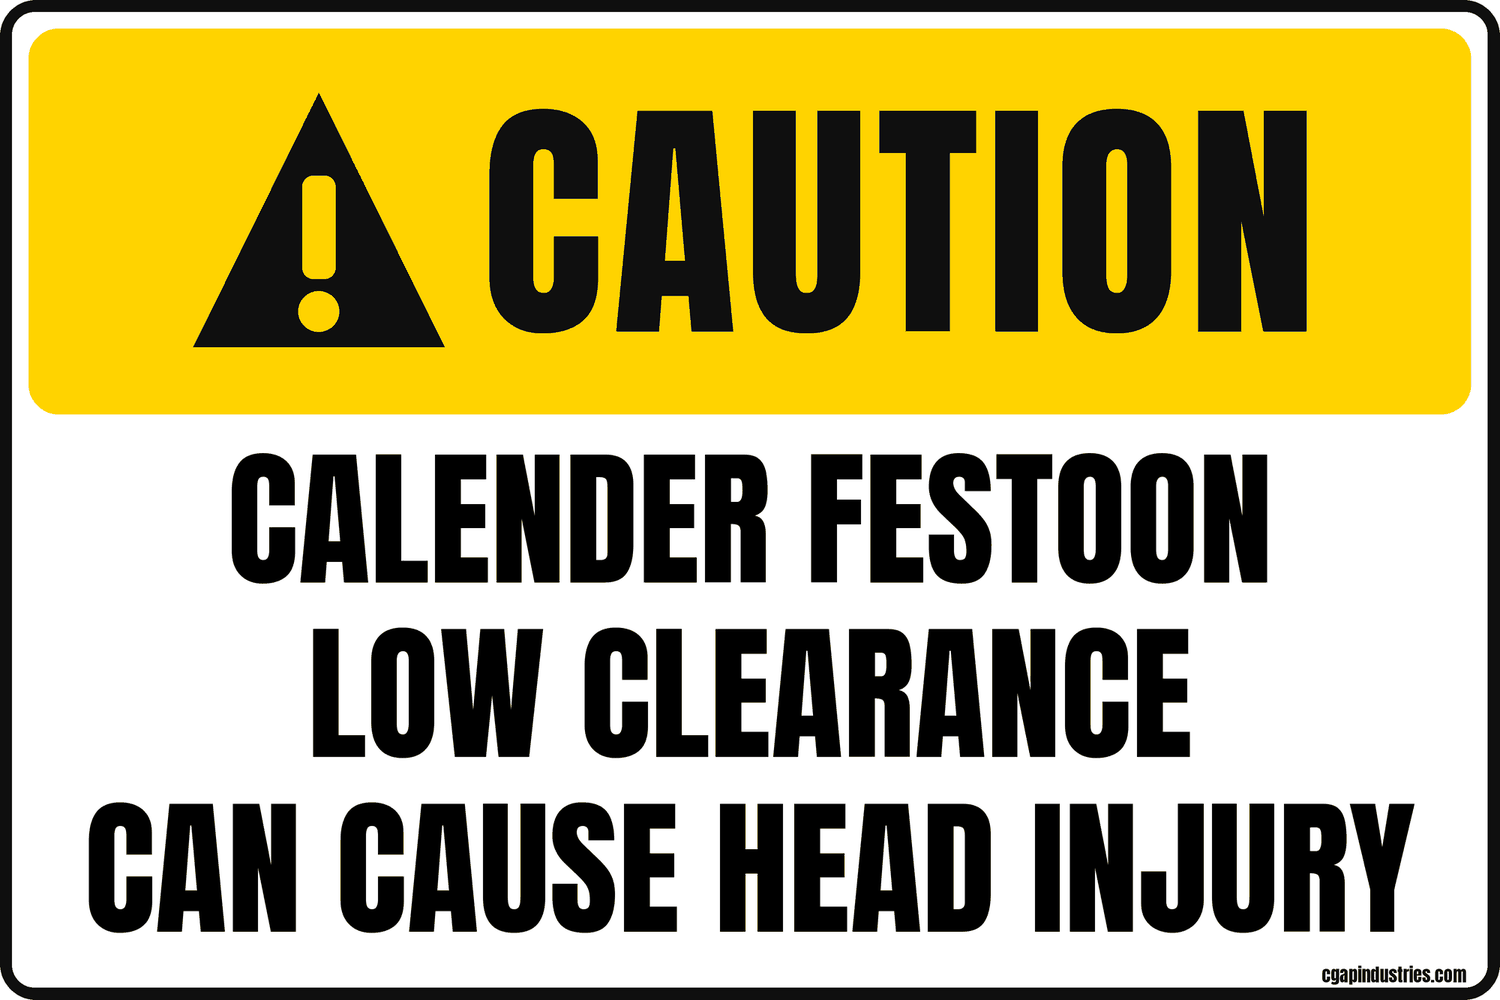 CAUTION
CALENDER FESTOON
LOW CLEARANCE
CAN CAUSE HEAD INJURY
cgapindustries.com